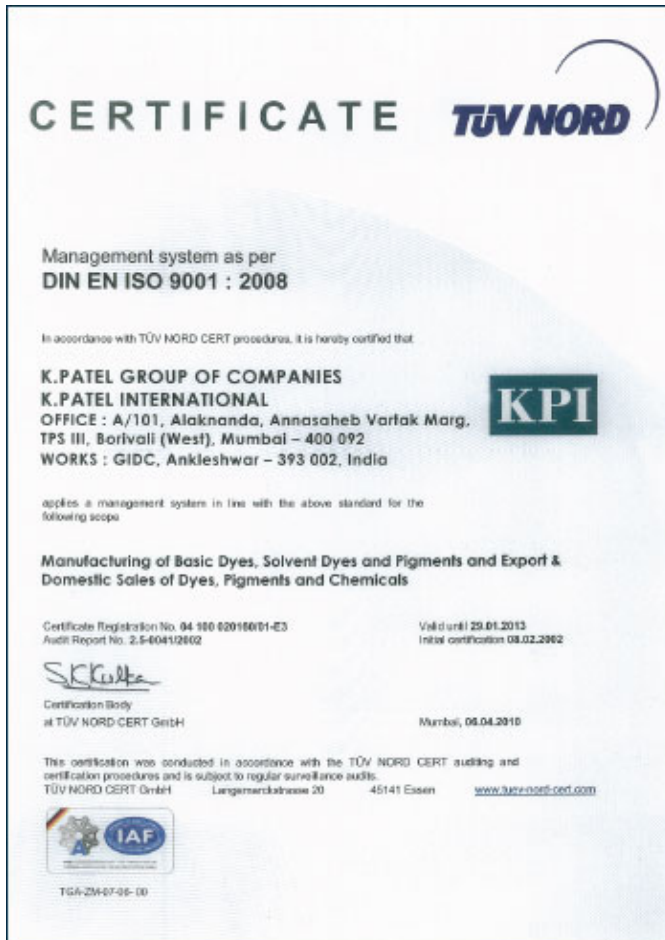 CERTIFICATE
TÜV NORD
Management system as per
DIN EN ISO 9001 : 2008
In accordance with TÜV NORD CERT procedures, it is hereby certified that
K.PATEL GROUP OF COMPANIES
K.PATEL INTERNATIONAL
OFFICE : A/101, Alaknanda, Annasaheb Vartak Marg,
TPS III, Borivali (West), Mumbai – 400 092
WORKS : GIDC, Ankleshwar – 393 002, India
KPI
applies a management system in line with the above standard for the
following scope
Manufacturing of Basic Dyes, Solvent Dyes and Pigments and Export &
Domestic Sales of Dyes, Pigments and Chemicals
Certificate Registration No. 04 100 020160/01-E3
Audit Report No. 2.5-0041/2002
Valid until 29.01.2013
Initial certification 08.02.2002
Certification Body
at TÜV NORD CERT GmbH
Mumbai, 06.04.2010
This certification was conducted in accordance with the TÜV NORD CERT auditing and
certification procedures and is subject to regular surveillance audits.
TÜV NORD CERT GmbH Langemarckstrasse 20 45141 Essen www.tuev-nord-cert.com
IAF
TGA-ZM-07-06-00